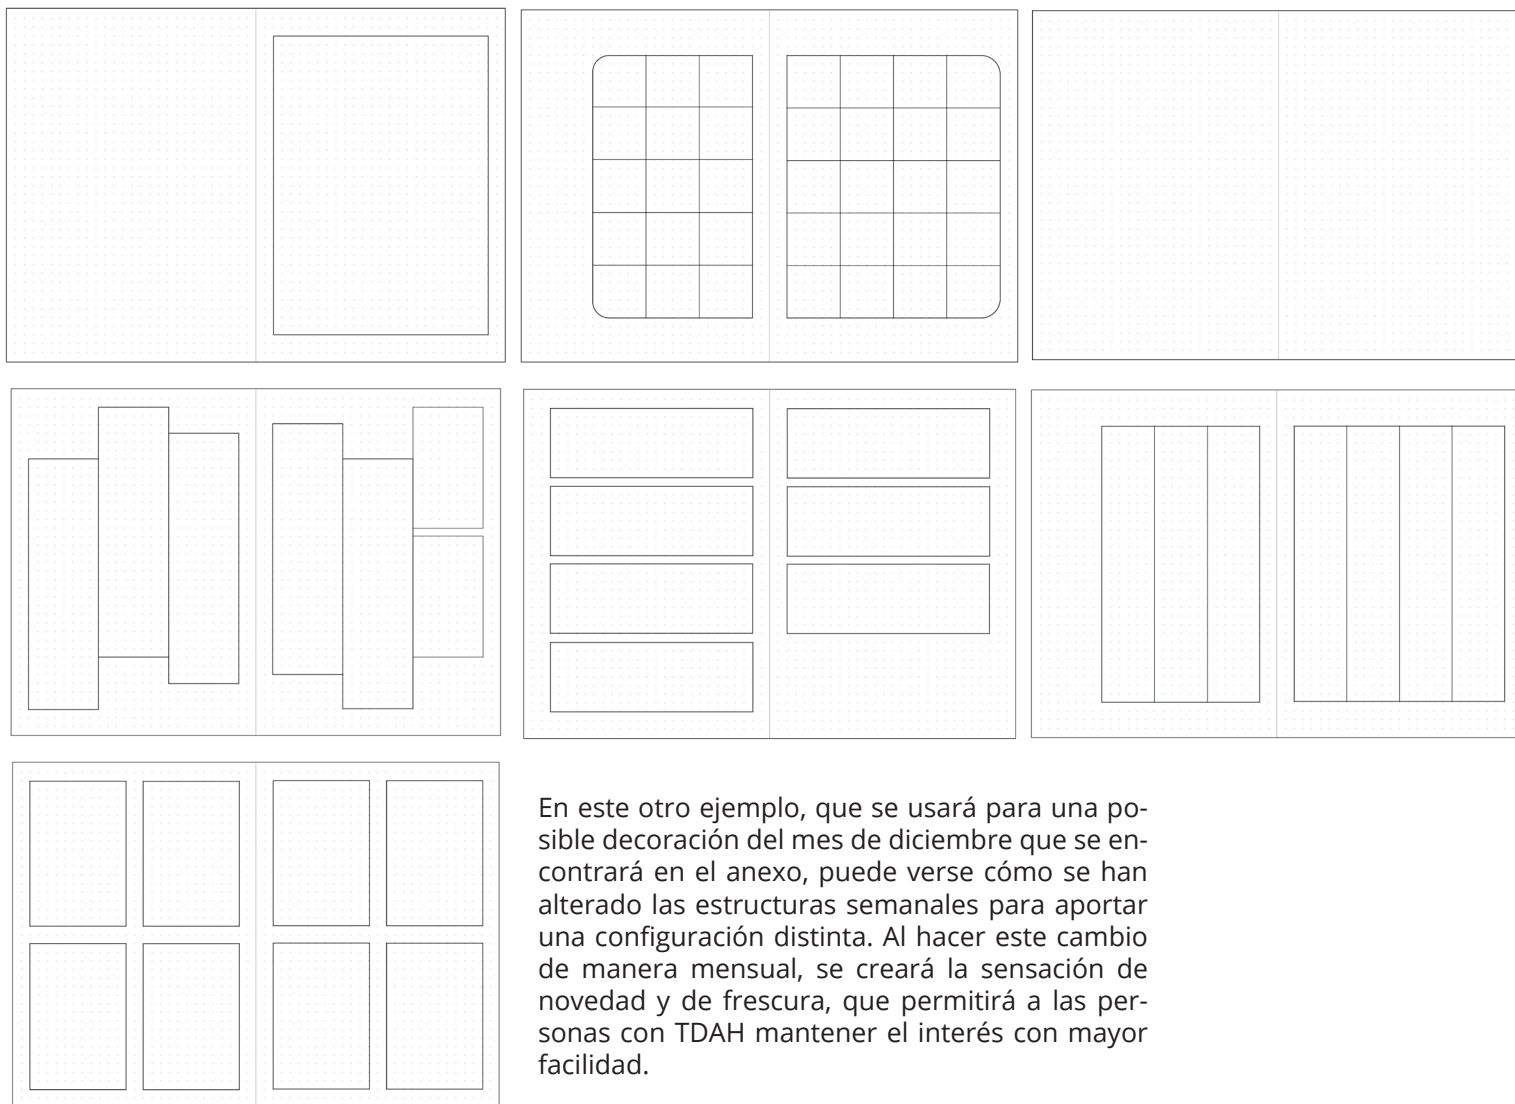 En este otro ejemplo, que se usará para una po-
sible decoración del mes de diciembre que se en-
contrará en el anexo, puede verse cómo se han
alterado las estructuras semanales para aportar
una configuración distinta. Al hacer este cambio
de manera mensual, se creará la sensación de
novedad y de frescura, que permitirá a las per-
sonas con TDAH mantener el interés con mayor
facilidad.